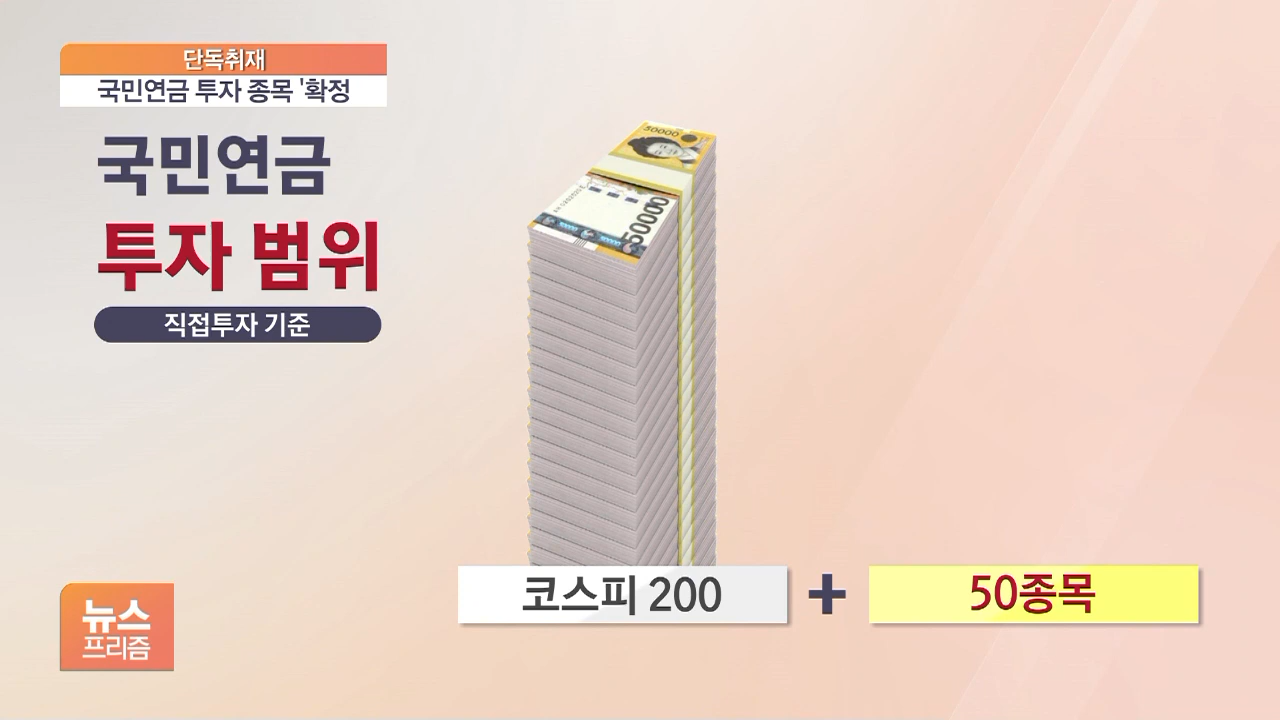 단독취재
국민연금 투자 종목 '확정
국민연금
투자 범위
직접투자 기준
50000
50000
코스피 200
+
50종목
뉴스
프리즘